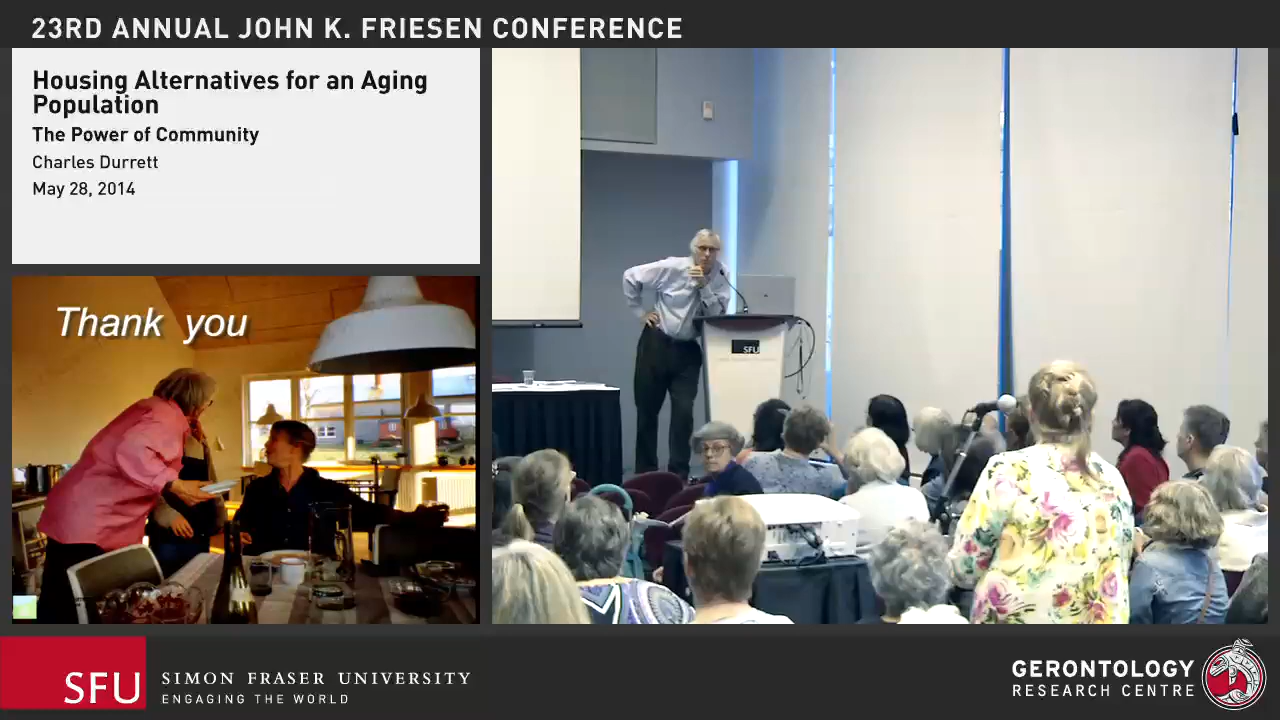 23RD ANNUAL JOHN K. FRIESEN CONFERENCE
Housing Alternatives for an Aging
Population
The Power of Community
Charles Durrett
May 28, 2014
Thank you
SFU
SFU
SIMON FRASER UNIVERSITY
ENGAGING THE WORLD
GERONTOLOGY
RESEARCH CENTRE